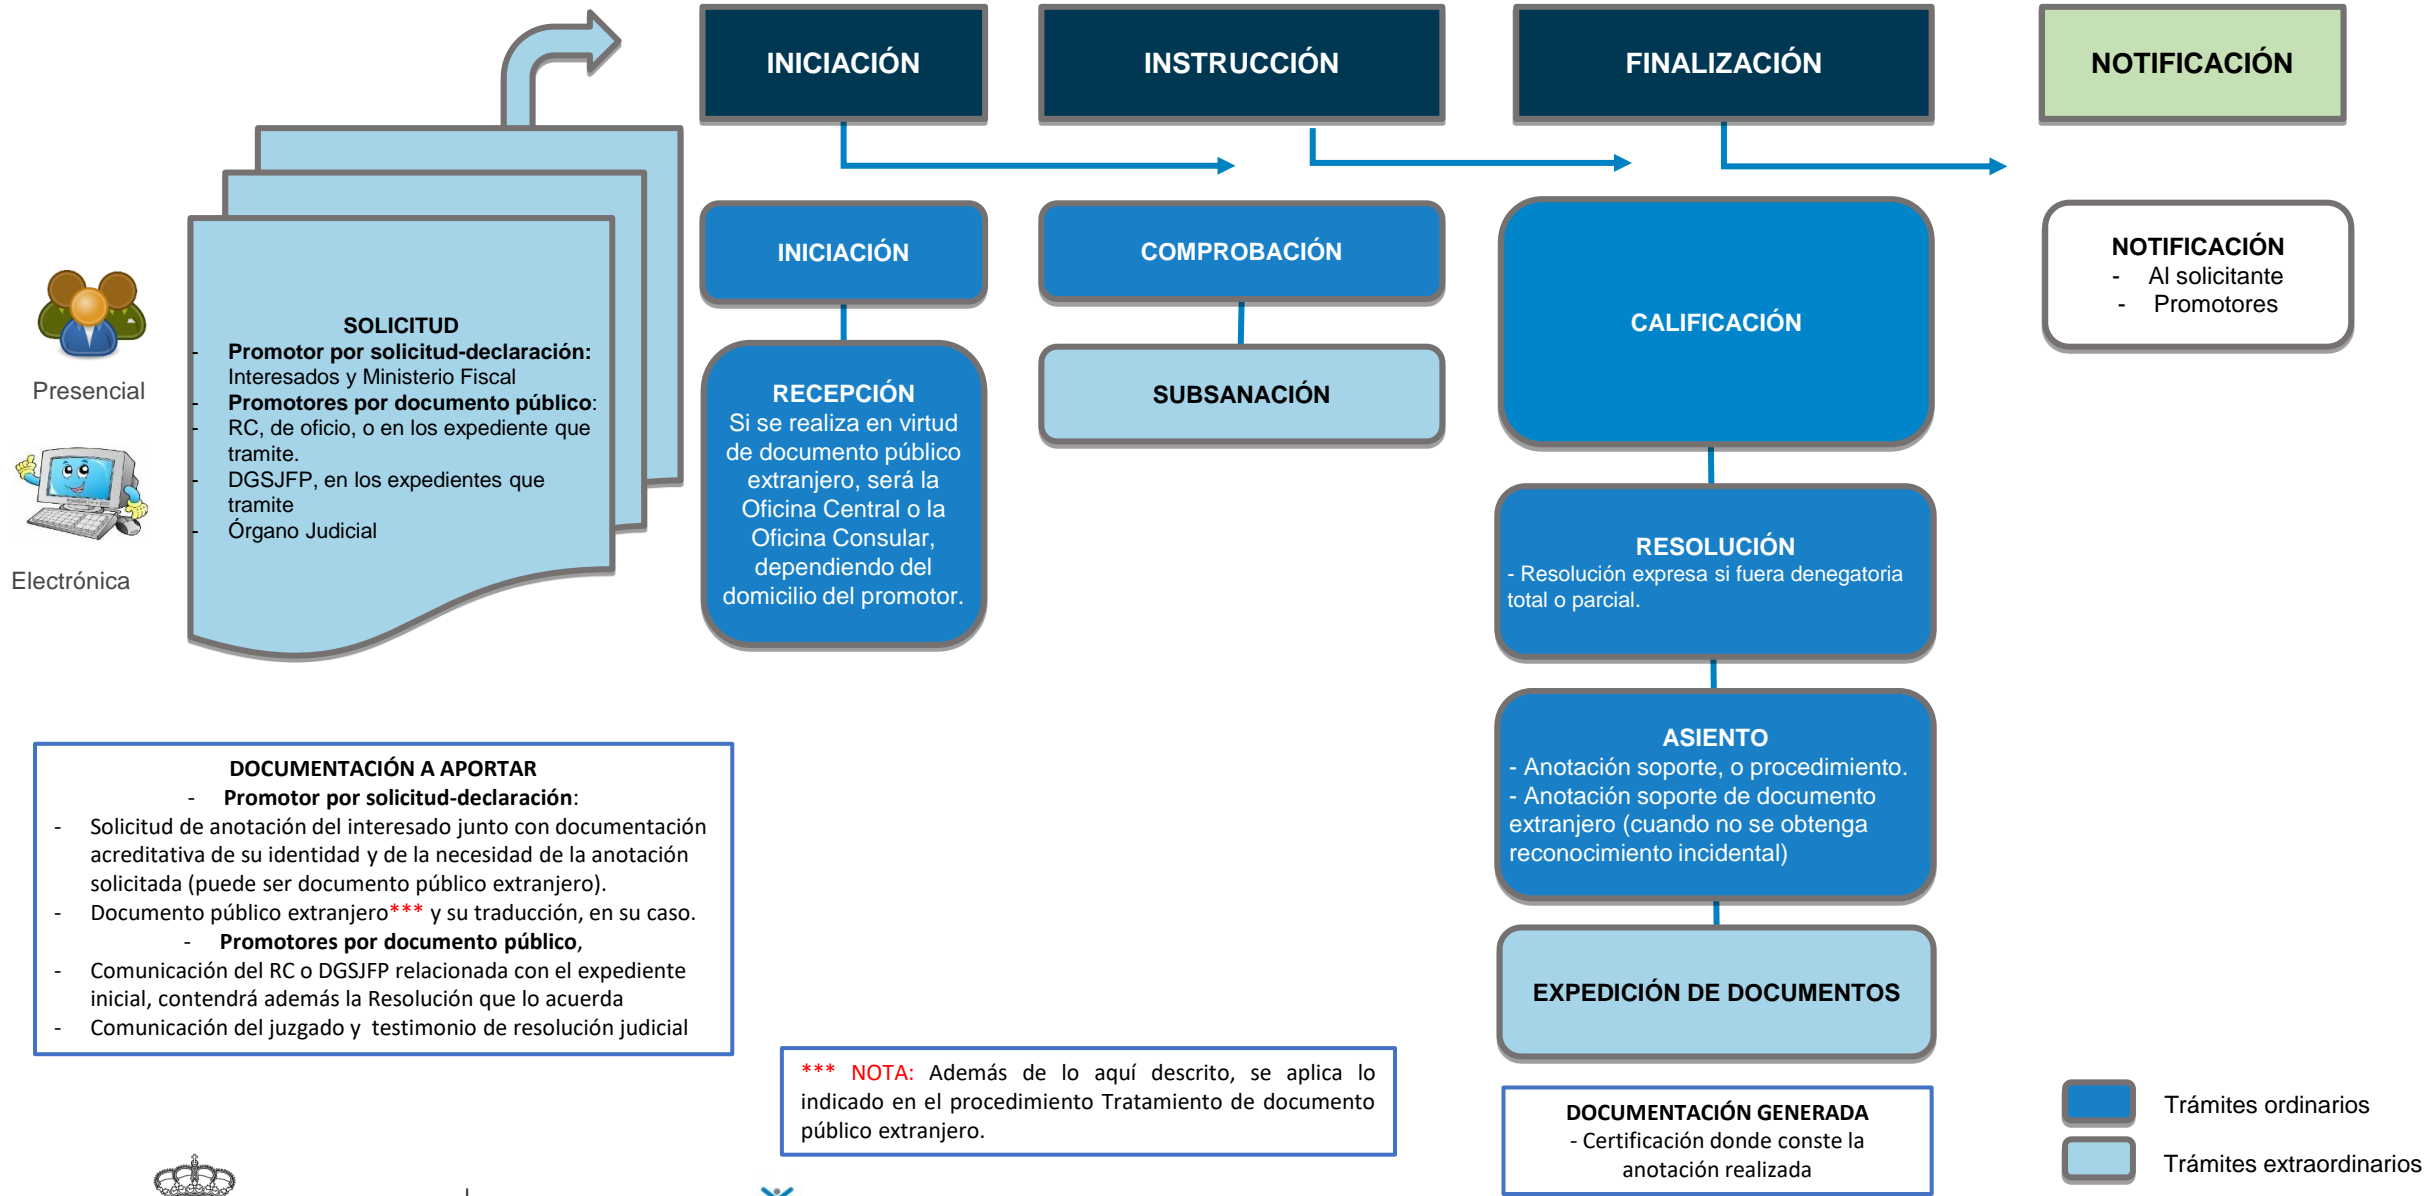 INICIACIÓN
INSTRUCCIÓN
FINALIZACIÓN
NOTIFICACIÓN
Presencial
Electrónica
SOLICITUD
- Promotor por solicitud-declaración:
Interesados y Ministerio Fiscal
- Promotores por documento público:
- RC, de oficio, o en los expediente que
tramite.
- DGSJFP, en los expedientes que
tramite
- Órgano Judicial
INICIACIÓN
RECEPCIÓN
Si se realiza en virtud
de documento público
extranjero, será la
Oficina Central o la
Oficina Consular,
dependiendo del
domicilio del promotor.
COMPROBACIÓN
SUBSANACIÓN
CALIFICACIÓN
RESOLUCIÓN
- Resolución expresa si fuera denegatoria
total o parcial.
ASIENTO
- Anotación soporte, o procedimiento.
- Anotación soporte de documento
extranjero (cuando no se obtenga
reconocimiento incidental)
EXPEDICIÓN DE DOCUMENTOS
NOTIFICACIÓN
- Al solicitante
- Promotores
DOCUMENTACIÓN A APORTAR
- Promotor por solicitud-declaración:
- Solicitud de anotación del interesado junto con documentación
acreditativa de su identidad y de la necesidad de la anotación
solicitada (puede ser documento público extranjero).
- Documento público extranjero*** y su traducción, en su caso.
- Promotores por documento público,
- Comunicación del RC o DGSJFP relacionada con el expediente
inicial, contendrá además la Resolución que lo acuerda
- Comunicación del juzgado y testimonio de resolución judicial
*** NOTA: Además de lo aquí descrito, se aplica lo
indicado en el procedimiento Tratamiento de documento
público extranjero.
DOCUMENTACIÓN GENERADA
- Certificación donde conste la
anotación realizada
Trámites ordinarios
Trámites extraordinarios